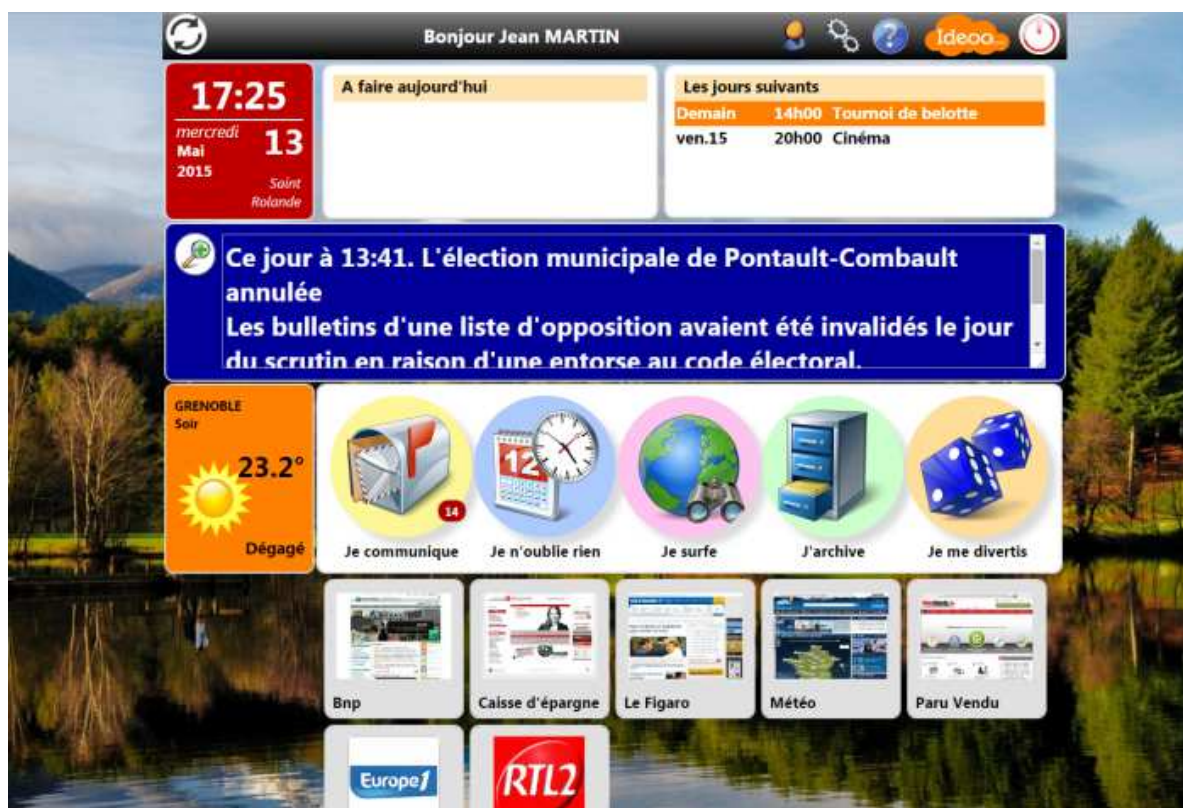 Bonjour Jean MARTIN
Ideoo
17:25
mercredi
Mai
13
2015
Saint
Rolande
A faire aujourd'hui
Les jours suivants
Demain 14h00 Tournoi de belotte
ven.15 20h00 Cinéma
Ce jour à 13:41. L'élection municipale de Pontault-Combault
annulée
Les bulletins d'une liste d'opposition avaient été invalidés le jour
du scrutin en raison d'une entorse au code électoral.
GRENOBLE
Soir
23.2°
Dégagé
12
14
Je communique
Je n'oublie rien
Je surfe
J'archive
Je me divertis
Bnp
Caisse d'épargne
Le Figaro
Météo
Paru Vendu
Europe1
RTL2